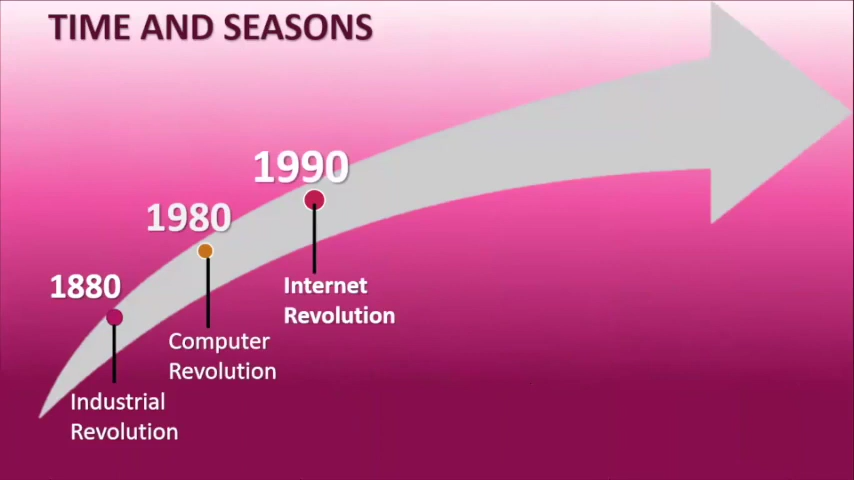 TIME AND SEASONS
1990
1980
1880
Internet
Revolution
Computer
Revolution
Industrial
Revolution